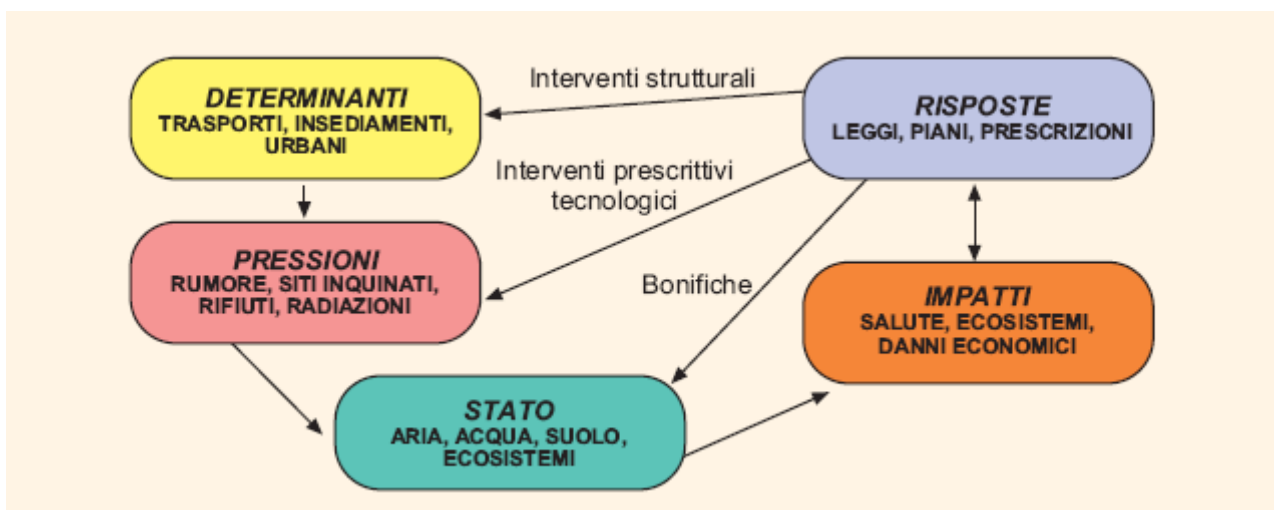 DETERMINANTI
TRASPORTI, INSEDIAMENTI,
URBANI
Interventi strutturali
RISPOSTE
LEGGI, PIANI, PRESCRIZIONI
Interventi prescrittivi
tecnologici
PRESSIONI
RUMORE, SITI INQUINATI,
RIFIUTI, RADIAZIONI
Bonifiche
IMPATTI
SALUTE, ECOSISTEMI,
DANNI ECONOMICI
STATO
ARIA, ACQUA, SUOLO,
ECOSISTEMI